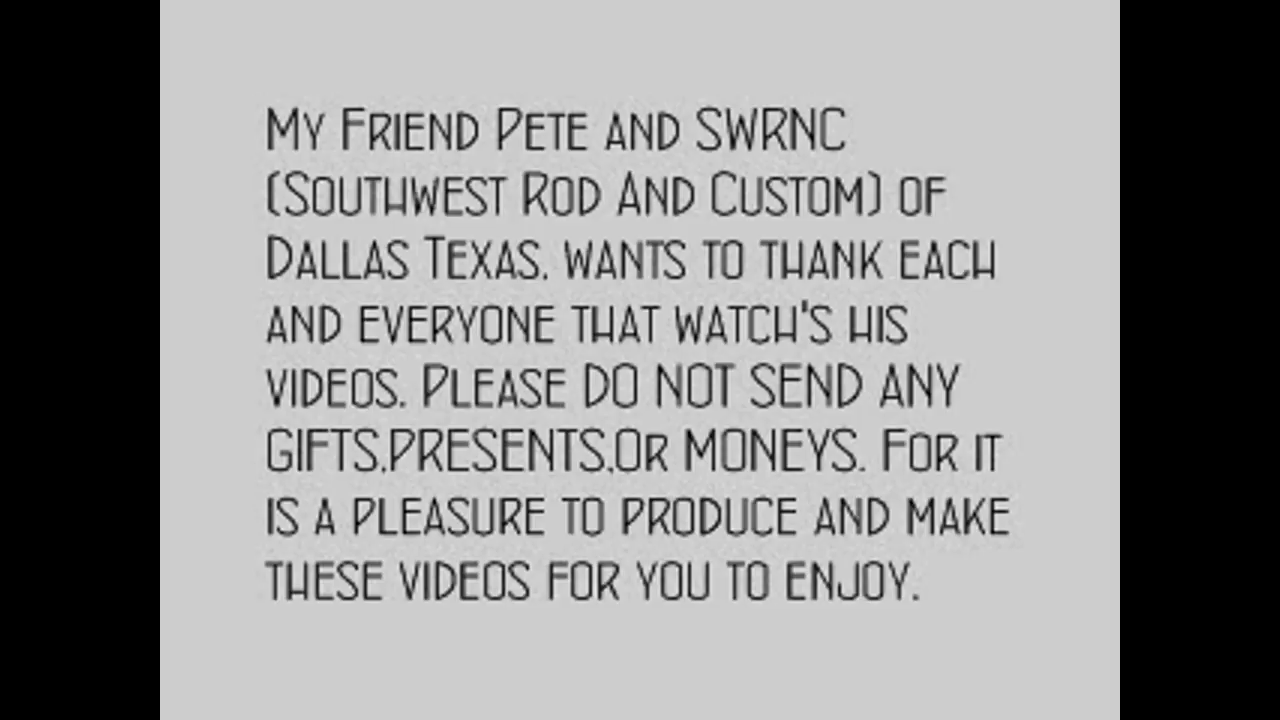 My Friend Pete and SWRNC
(Southwest Rod And Custom) of
Dallas Texas. wants to thank each
and everyone that watch's his
videos. Please DO NOT SEND ANY
GIFTS,PRESENTS,Or MONEYS. For it
is a pleasure to produce and make
these videos for you to enjoy.